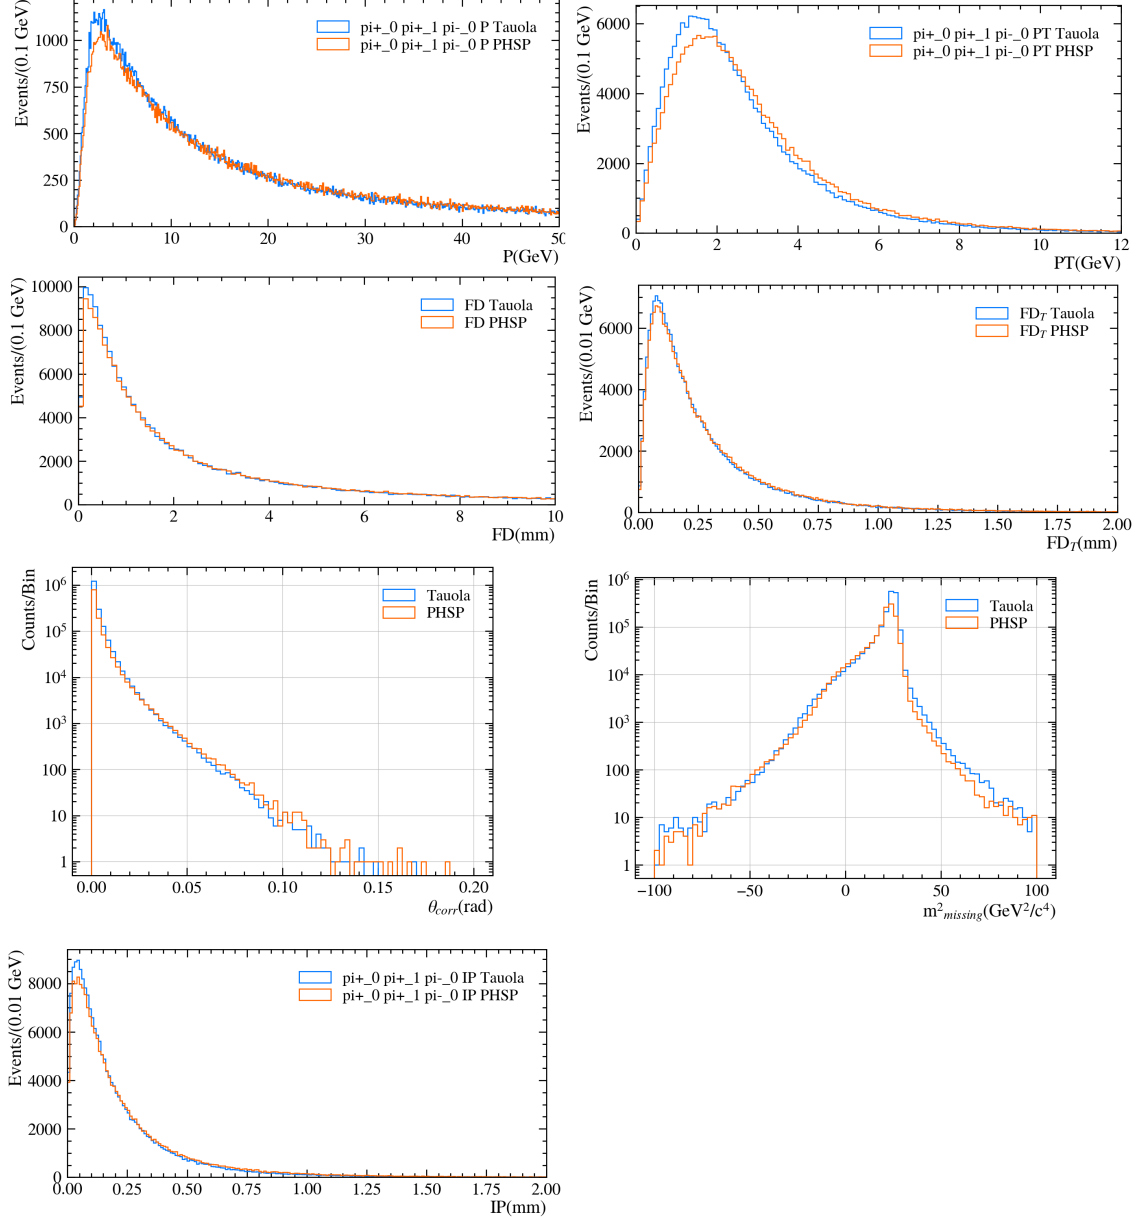 Events/(0.1 GeV)
1000
750
500
250
0
pi+_0 pi+_1 pi-_0 P Tauola
pi+_0 pi+_1 pi-_0 P PHSP
0 10 20 30 40 50
P(GeV)
Events/(0.1 GeV)
6000
4000
2000
0
pi+_0 pi+_1 pi-_0 PT Tauola
pi+_0 pi+_1 pi-_0 PT PHSP
0 2 4 6 8 10 12
PT(GeV)
Events/(0.1 GeV)
10000
8000
6000
4000
2000
0
FD Tauola
FD PHSP
0 2 4 6 8 10
FD(mm)
Events/(0.01 GeV)
6000
4000
2000
0
FD_T Tauola
FD_T PHSP
0.00 0.25 0.50 0.75 1.00 1.25 1.50 1.75 2.00
FD_T(mm)
Counts/Bin
10^6
10^5
10^4
10^3
100
10
1
Tauola
PHSP
0.00 0.05 0.10 0.15 0.20
θ_corr(rad)
Counts/Bin
10^6
10^5
10^4
10^3
100
10
1
Tauola
PHSP
−100 −50 0 50 100
m^2_missing(GeV^2/c^4)
Events/(0.01 GeV)
8000
6000
4000
2000
0
pi+_0 pi+_1 pi-_0 IP Tauola
pi+_0 pi+_1 pi-_0 IP PHSP
0.00 0.25 0.50 0.75 1.00 1.25 1.50 1.75 2.00
IP(mm)